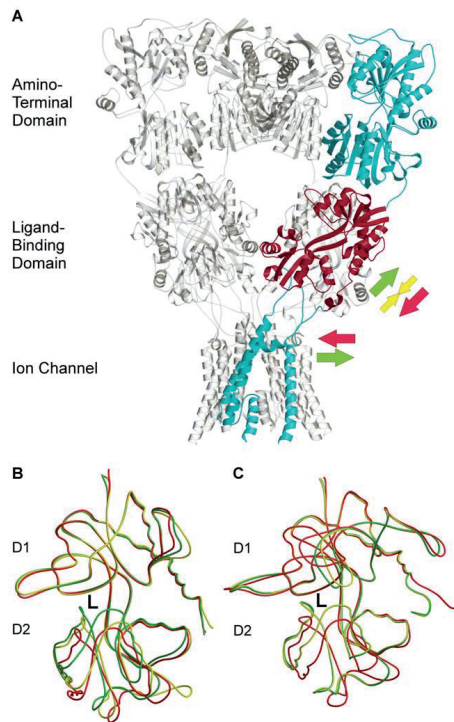 A
Amino-
Terminal
Domain
Ligand-
Binding
Domain
Ion Channel
B
C
D1
D1
L
L
D2
D2